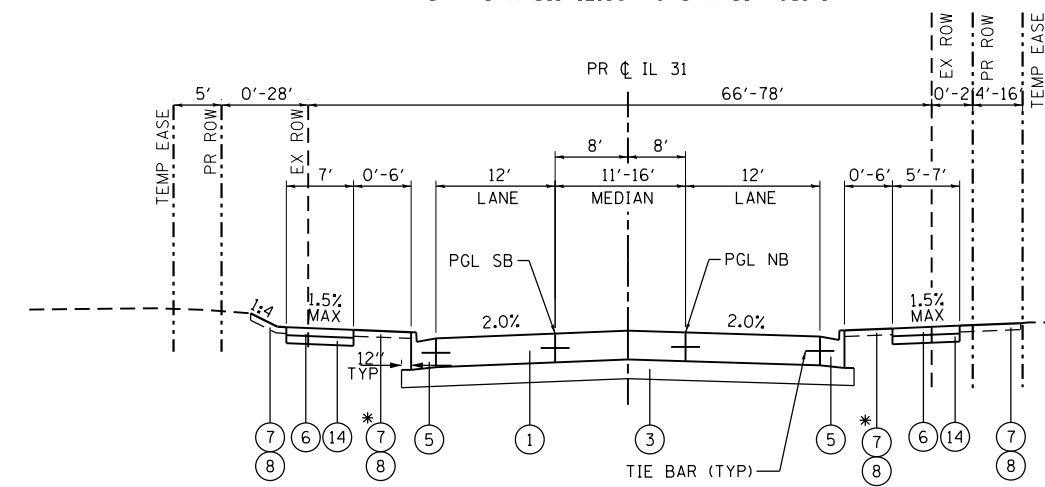 PR ℄ IL 31
5'
0'-28'
66'-78'
0'-2
4'-16'
TEMP EASE
PR ROW
EX ROW
EX ROW
PR ROW
TEMP EASE
8'
8'
7'
0'-6'
12'
11'-16'
12'
0'-6'
5'-7'
LANE
MEDIAN
LANE
PGL SB
PGL NB
1:4
1.5%
MAX
2.0%
2.0%
1.5%
MAX
12"
TYP
*
*
7
6
14
7
5
1
3
5
7
6
14
7
8
8
8
8
TIE BAR (TYP)